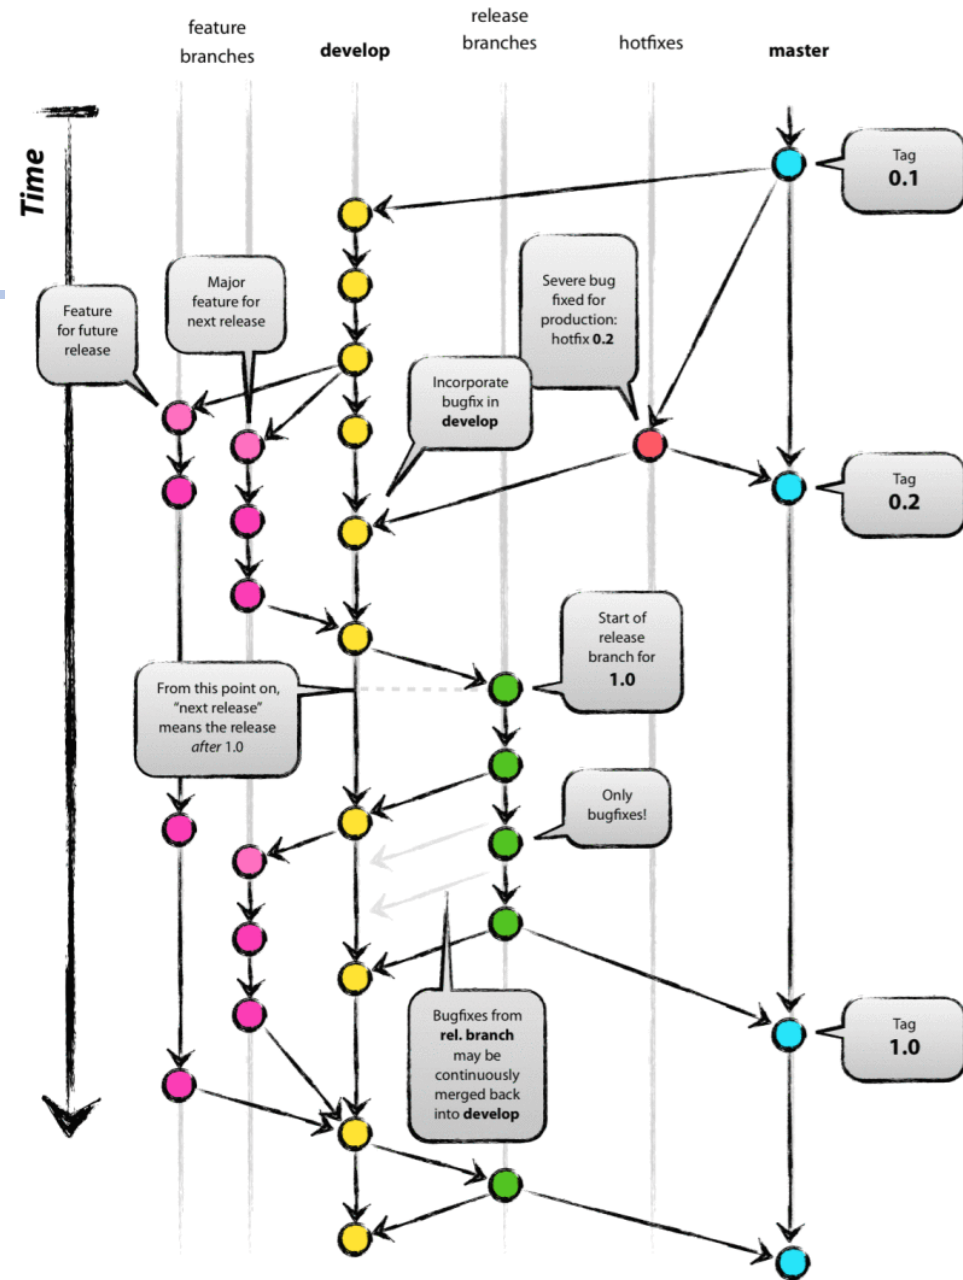 feature
branches
develop
release
branches
hotfixes
master
Time
Tag
0.1
Major
feature for
next release
Feature
for future
release
Severe bug
fixed for
production:
hotfix 0.2
Incorporate
bugfix in
develop
Tag
0.2
Start of
release
branch for
1.0
From this point on,
“next release”
means the release
after 1.0
Only
bugfixes!
Bugfixes from
rel. branch
may be
continuously
merged back
into develop
Tag
1.0